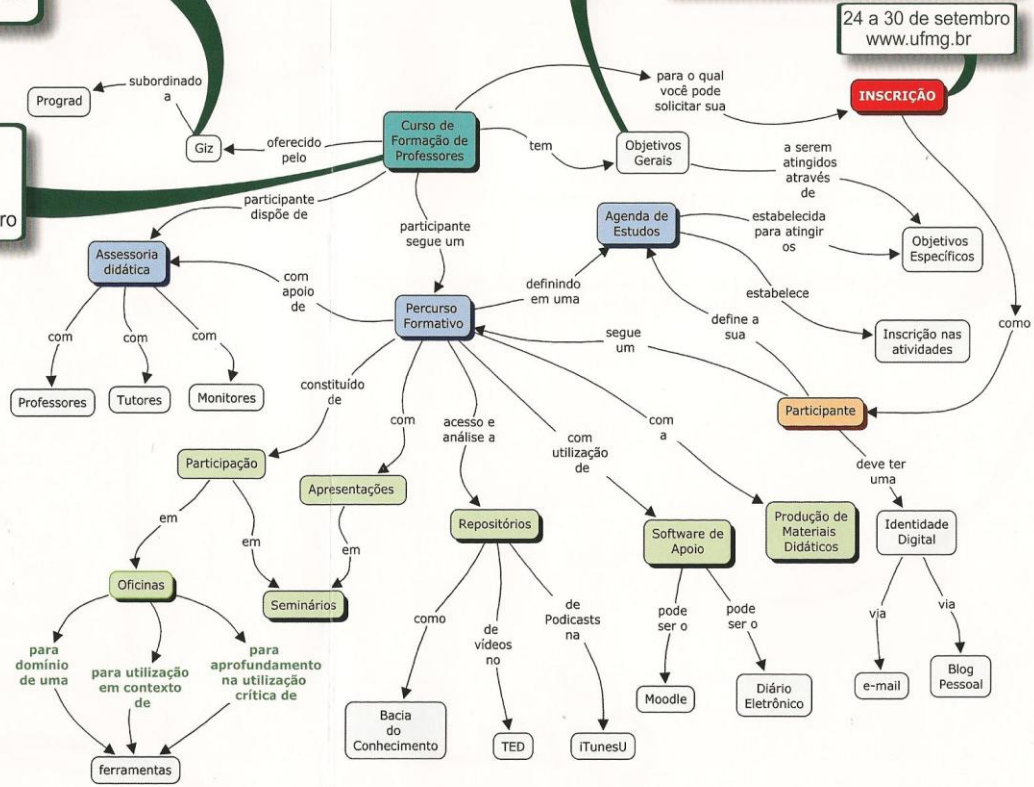 24 a 30 de setembro
www.ufmg.br
subordinado
a
Prograd
para o qual
você pode
solicitar sua
INSCRIÇÃO
Curso de
Formação de
Professores
Giz
oferecido
pelo
tem
Objetivos
Gerais
a serem
atingidos
através
de
ro
participante
dispõe de
participante
segue um
Agenda de
Estudos
estabelecida
para atingir
os
Objetivos
Específicos
Assessoria
didática
com
apoio
de
definindo
em uma
estabelece
Percurso
Formativo
segue
um
define a
sua
como
Inscrição nas
atividades
com
com
com
Professores
Tutores
Monitores
constituído
de
com
acesso e
análise a
com
utilização
de
com
a
Participante
deve ter
uma
Participação
Apresentações
Repositórios
Software de
Apoio
Produção de
Materiais
Didáticos
Identidade
Digital
em
em
em
Oficinas
Seminários
como
de
vídeos
no
de
Podcasts
na
pode
ser o
pode
ser o
via
via
para
domínio
de uma
para utilização
em contexto
de
para
aprofundamento
na utilização
crítica de
Bacia
do
Conhecimento
TED
iTunesU
Moodle
Diário
Eletrônico
e-mail
Blog
Pessoal
ferramentas